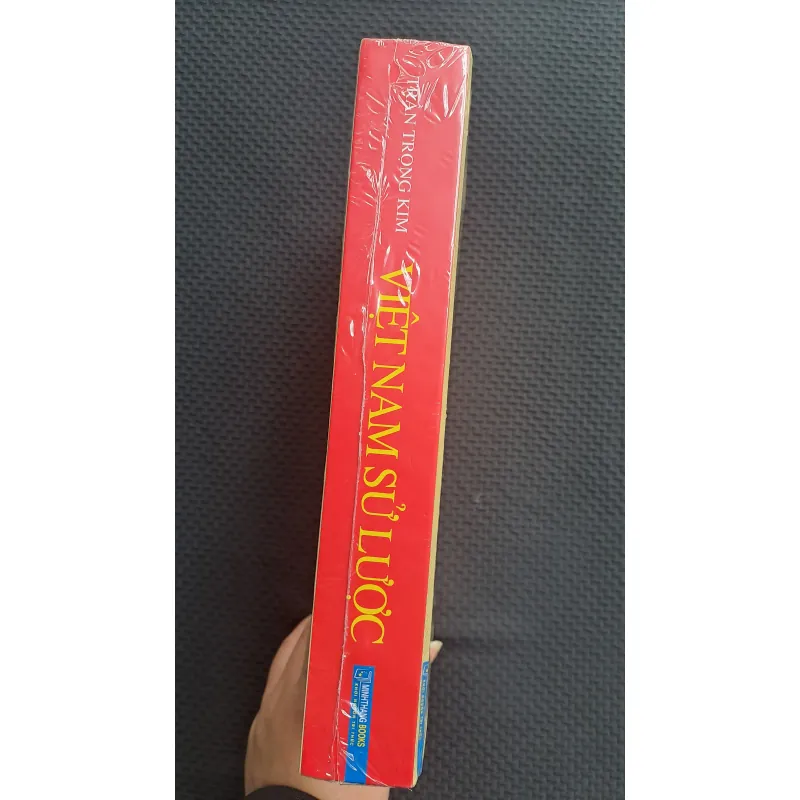 TRẦN TRỌNG KIM
VIỆT NAM SỬ LƯỢC
MINHTHANG BOOKS